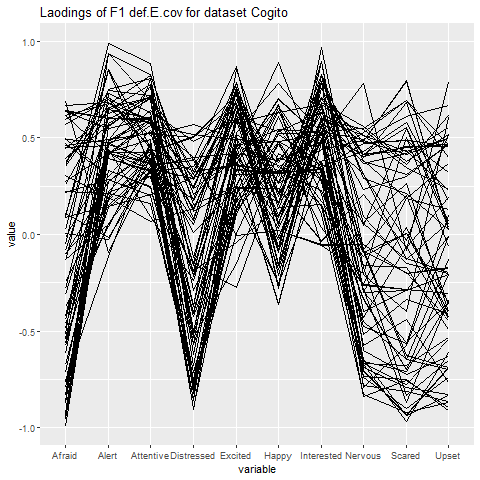 Laodings of F1 def.E.cov for dataset Cogito
1.0
0.5
0.0
-0.5
-1.0
value
Afraid Alert Attentive Distressed Excited Happy Interested Nervous Scared Upset
variable